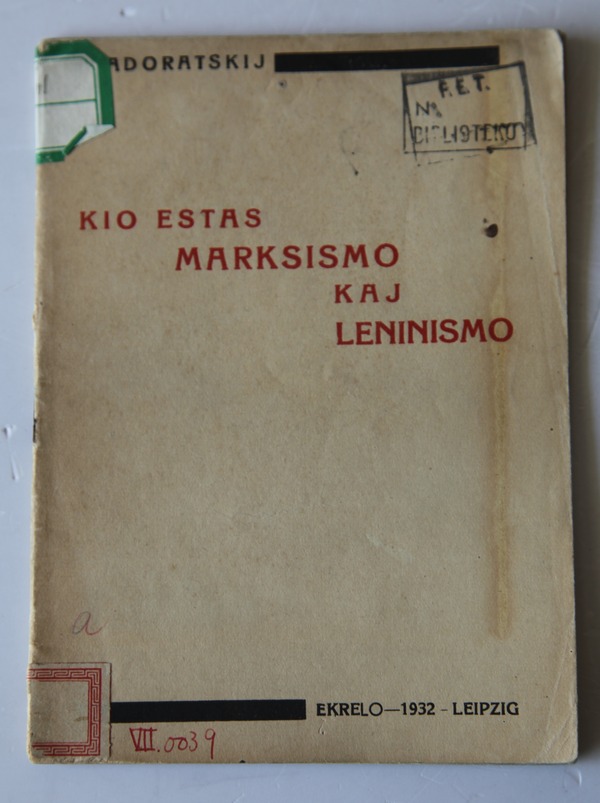 ADORATSKIJ
F.E.T.
No
BIBLIOTEKO
KIO ESTAS
MARKSISMO
KAJ
LENINISMO
a
EKRELO—1932 - LEIPZIG
VII.0039